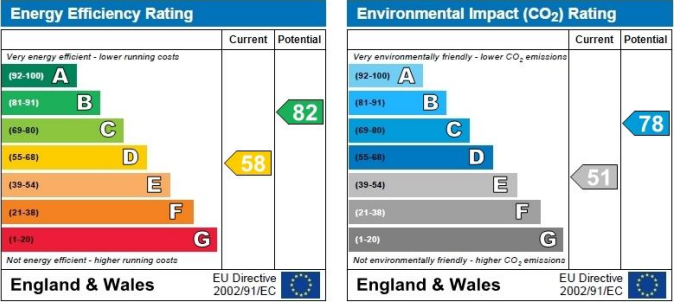 Energy Efficiency Rating
Current Potential
Very energy efficient - lower running costs
(92-100) A
(81-91) B
(69-80) C
(55-68) D
(39-54) E
(21-38) F
(1-20) G
58
82
Not energy efficient - higher running costs
England & Wales
EU Directive
2002/91/EC
Environmental Impact (CO2) Rating
Current Potential
Very environmentally friendly - lower CO2 emissions
(92-100) A
(81-91) B
(69-80) C
(55-68) D
(39-54) E
(21-38) F
(1-20) G
51
78
Not environmentally friendly - higher CO2 emissions
England & Wales
EU Directive
2002/91/EC